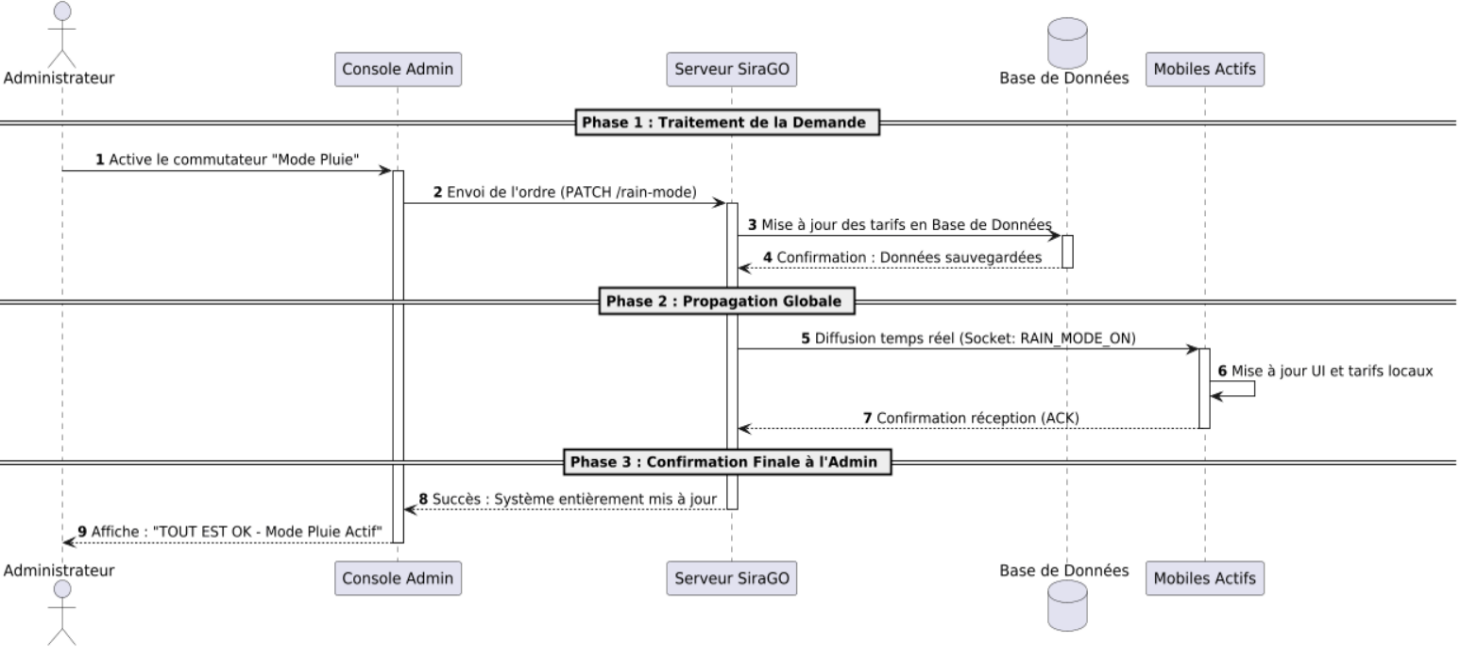 Administrateur
Console Admin
Serveur SiraGO
Base de Données
Mobiles Actifs
Phase 1 : Traitement de la Demande
1 Active le commutateur "Mode Pluie"
2 Envoi de l'ordre (PATCH /rain-mode)
3 Mise à jour des tarifs en Base de Données
4 Confirmation : Données sauvegardées
Phase 2 : Propagation Globale
5 Diffusion temps réel (Socket: RAIN_MODE_ON)
6 Mise à jour UI et tarifs locaux
7 Confirmation réception (ACK)
Phase 3 : Confirmation Finale à l'Admin
8 Succès : Système entièrement mis à jour
9 Affiche : "TOUT EST OK - Mode Pluie Actif"
Administrateur
Console Admin
Serveur SiraGO
Base de Données
Mobiles Actifs